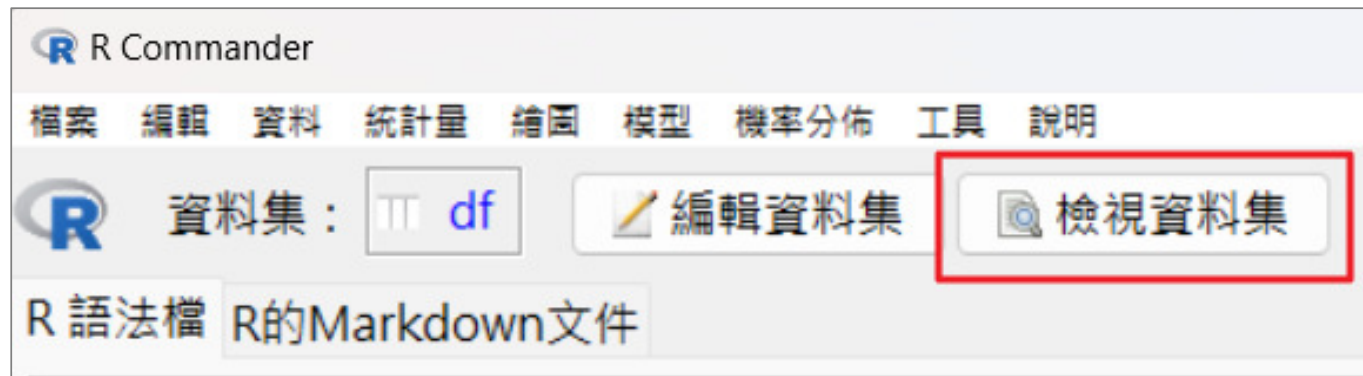 R R Commander
檔案 編輯 資料 統計量 繪圖 模型 機率分佈 工具 說明
R 資料集： df 編輯資料集 檢視資料集
R 語法檔 R的Markdown文件